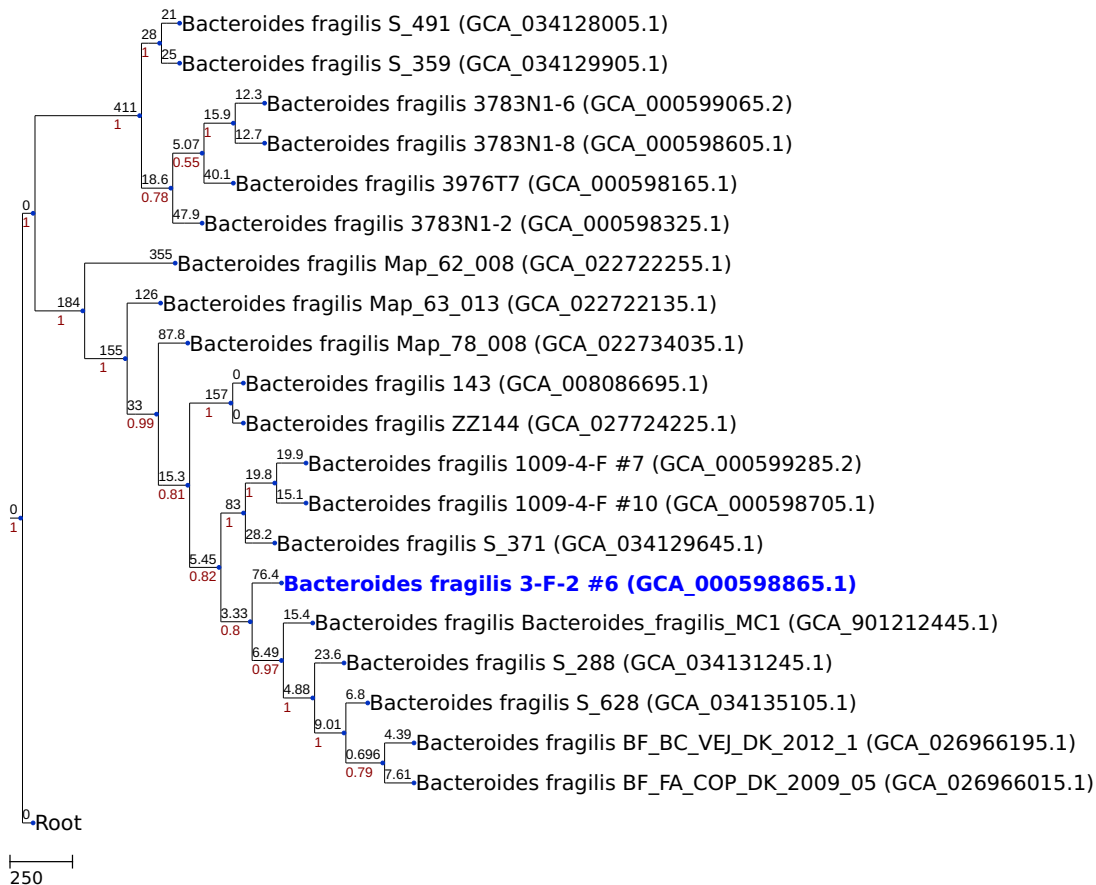 21
Bacteroides fragilis S_491 (GCA_034128005.1)
28
1
25
Bacteroides fragilis S_359 (GCA_034129905.1)
411
1
12.3
Bacteroides fragilis 3783N1-6 (GCA_000599065.2)
15.9
1
12.7
Bacteroides fragilis 3783N1-8 (GCA_000598605.1)
5.07
0.55
40.1
Bacteroides fragilis 3976T7 (GCA_000598165.1)
18.6
0.78
47.9
Bacteroides fragilis 3783N1-2 (GCA_000598325.1)
0
1
355
Bacteroides fragilis Map_62_008 (GCA_022722255.1)
184
1
126
Bacteroides fragilis Map_63_013 (GCA_022722135.1)
155
1
87.8
Bacteroides fragilis Map_78_008 (GCA_022734035.1)
33
0.99
0
Bacteroides fragilis 143 (GCA_008086695.1)
157
1
0
Bacteroides fragilis ZZ144 (GCA_027724225.1)
15.3
0.81
19.9
Bacteroides fragilis 1009-4-F #7 (GCA_000599285.2)
19.8
1
15.1
Bacteroides fragilis 1009-4-F #10 (GCA_000598705.1)
83
1
28.2
Bacteroides fragilis S_371 (GCA_034129645.1)
0
1
5.45
0.82
76.4
Bacteroides fragilis 3-F-2 #6 (GCA_000598865.1)
3.33
0.8
15.4
Bacteroides fragilis Bacteroides_fragilis_MC1 (GCA_901212445.1)
6.49
0.97
23.6
Bacteroides fragilis S_288 (GCA_034131245.1)
4.88
1
6.8
Bacteroides fragilis S_628 (GCA_034135105.1)
9.01
1
4.39
Bacteroides fragilis BF_BC_VEJ_DK_2012_1 (GCA_026966195.1)
0.696
0.79
7.61
Bacteroides fragilis BF_FA_COP_DK_2009_05 (GCA_026966015.1)
0
Root
250